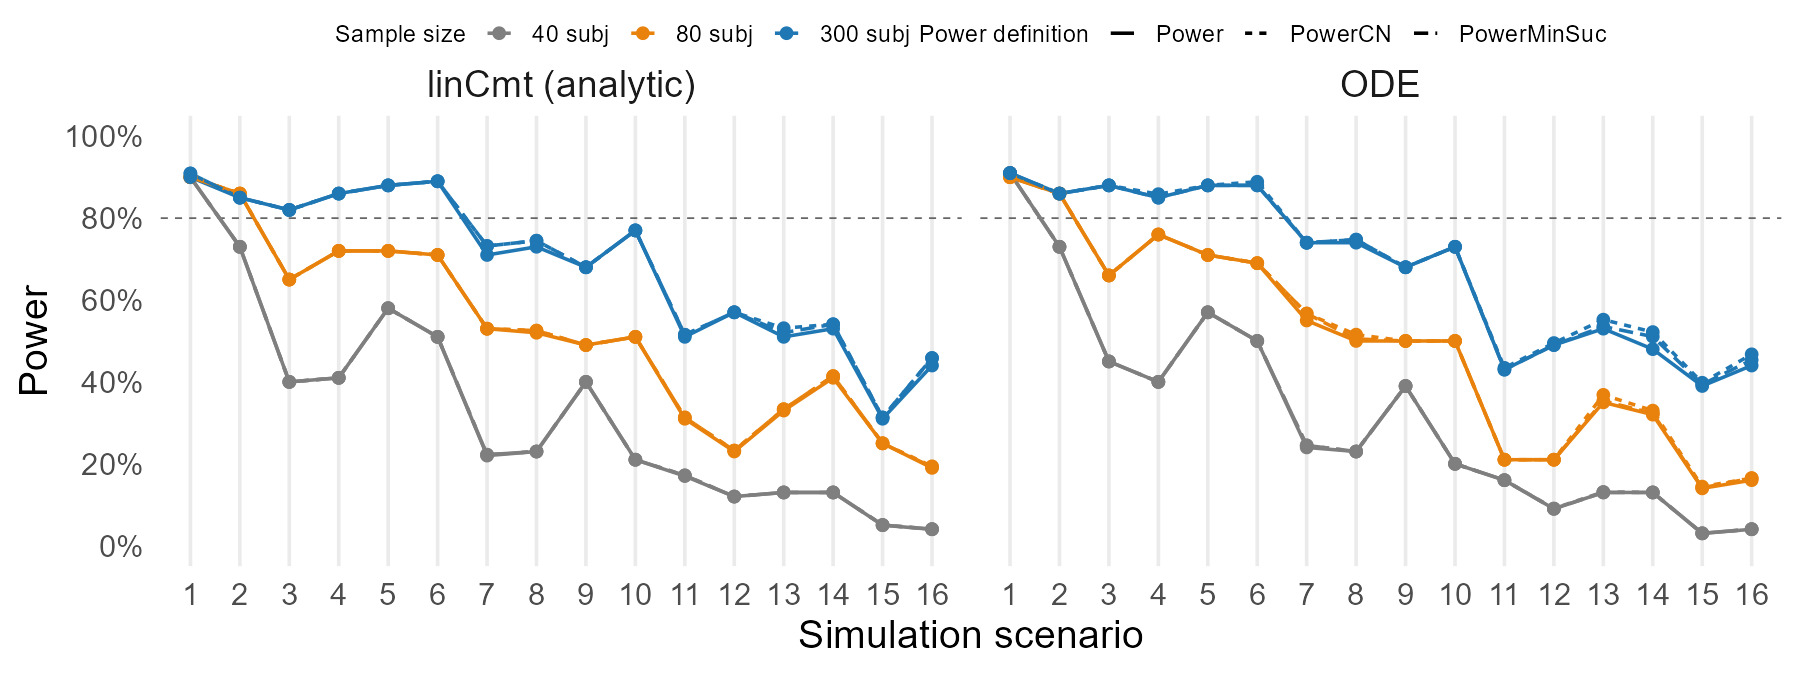 Sample size 40 subj 80 subj 300 subj Power definition Power PowerCN PowerMinSuc
linCmt (analytic) ODE
100%
80%
60%
40%
20%
0%
Power
1 2 3 4 5 6 7 8 9 10 11 12 13 14 15 16 1 2 3 4 5 6 7 8 9 10 11 12 13 14 15 16
Simulation scenario